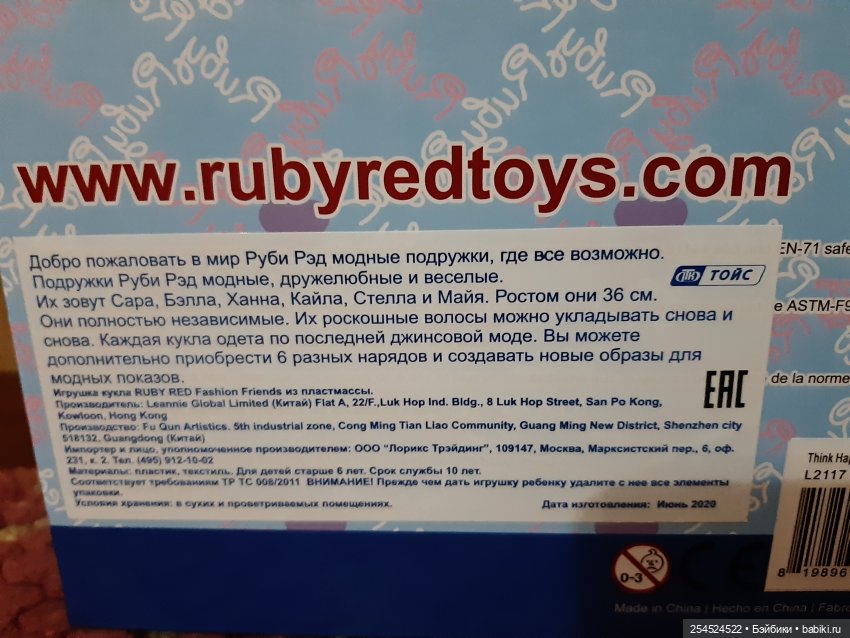 www.rubyredtoys.com
Добро пожаловать в мир Руби Рэд модные подружки, где все возможно.
Подружки Руби Рэд модные, дружелюбные и веселые.
ПТК ТОЙС
Их зовут Сара, Бэлла, Ханна, Кайла, Стелла и Майя. Ростом они 36 см.
Они полностью независимые. Их роскошные волосы можно укладывать снова и
снова. Каждая кукла одета по последней джинсовой моде. Вы можете
дополнительно приобрести 6 разных нарядов и создавать новые образы для
модных показов.
EAC
Игрушка кукла RUBY RED Fashion Friends из пластмассы.
Производитель: Leannie Global Limited (Китай) Flat A, 22/F.,Luk Hop Ind. Bldg., 8 Luk Hop Street, San Po Kong,
Kowloon, Hong Kong
Производство: Fu Qun Artistics. 5th industrial zone, Cong Ming Tian Liao Community, Guang Ming New District, Shenzhen city
518132, Guangdong (Китай)
Импортер и лицо, уполномоченное производителем: ООО "Лорикс Трэйдинг", 109147, Москва, Марксистский пер., 6, оф.
231, к. 2. Тел. (495) 912-10-02
Материалы: пластик, текстиль. Для детей старше 6 лет. Срок службы 10 лет.
Соответствует требованиям ТР ТС 008/2011 ВНИМАНИЕ! Прежде чем дать игрушку ребенку удалите с нее все элементы
упаковки.
Условия хранения: в сухих и проветриваемых помещениях. Дата изготовления: Июнь 2020
EN-71 safe
ASTM-F9
de la norme
Think Ha
L2117
8 19896
0-3
CE
Made in China | Hecho en China | Fabr
254524522 • Бэйбики • babiki.ru